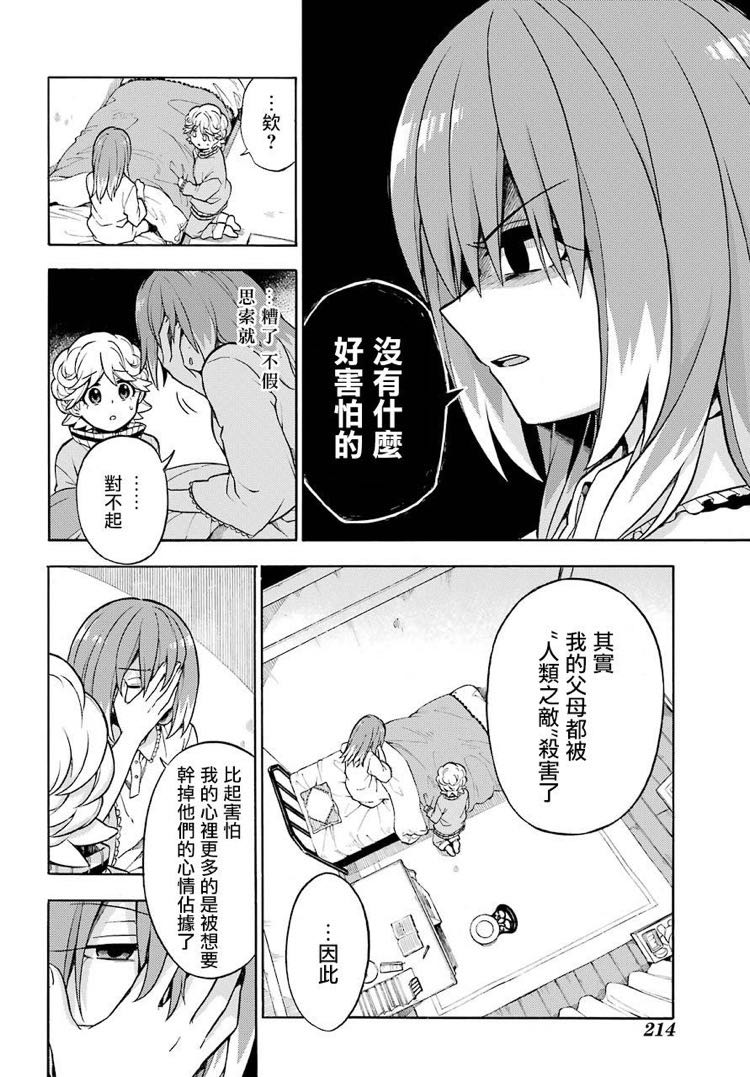 沒有什麼
好害怕的
…欸？
…糟了 不假
思索就
……
對不起
其實
我的父母都被
〝人類之敵〞殺害了
…因此
比起害怕
我的心裡更多的是被想要
幹掉他們的心情佔據了
214